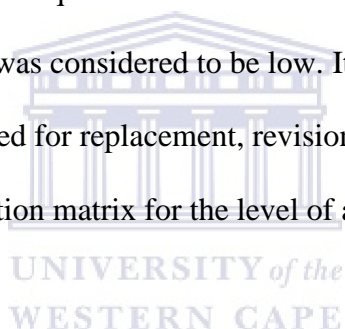 was considered to be low. It
ed for replacement, revision
tion matrix for the level of a
UNIVERSITY of the
WESTERN CAPE